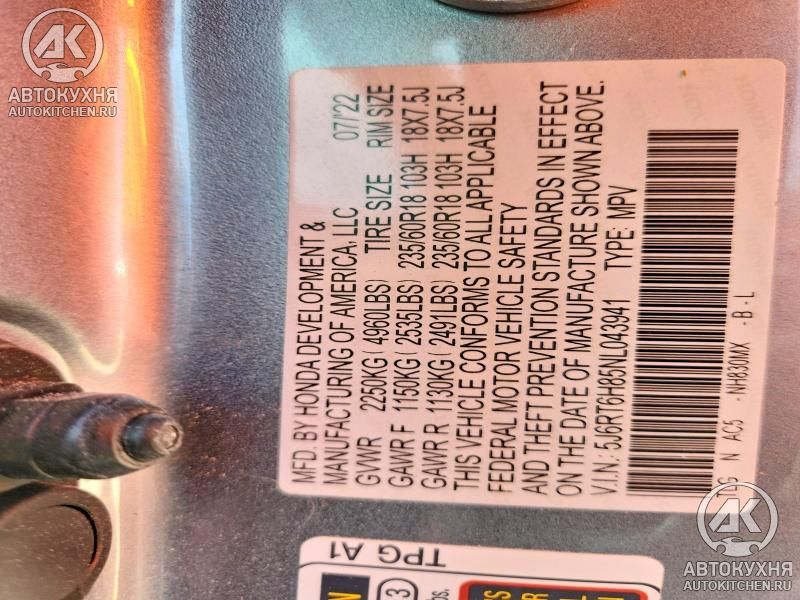 АВТОКУХНЯ
AUTOKITCHEN.RU
MFD. BY HONDA DEVELOPMENT &
MANUFACTURING OF AMERICA, LLC 07/'22
GVWR 2250KG( 4960LBS) TIRE SIZE RIM SIZE
GAWR F 1150KG( 2535LBS) 235/60R18 103H 18X7.5J
GAWR R 1130KG( 2491LBS) 235/60R18 103H 18X7.5J
THIS VEHICLE CONFORMS TO ALL APPLICABLE
FEDERAL MOTOR VEHICLE SAFETY
AND THEFT PREVENTION STANDARDS IN EFFECT
ON THE DATE OF MANUFACTURE SHOWN ABOVE.
V.I.N.: 5J6RT6H85NL043941 TYPE: MPV
TLG N AC5 - NH830MX - B - L
TPG A1
АВТОКУХНЯ
AUTOKITCHEN.RU